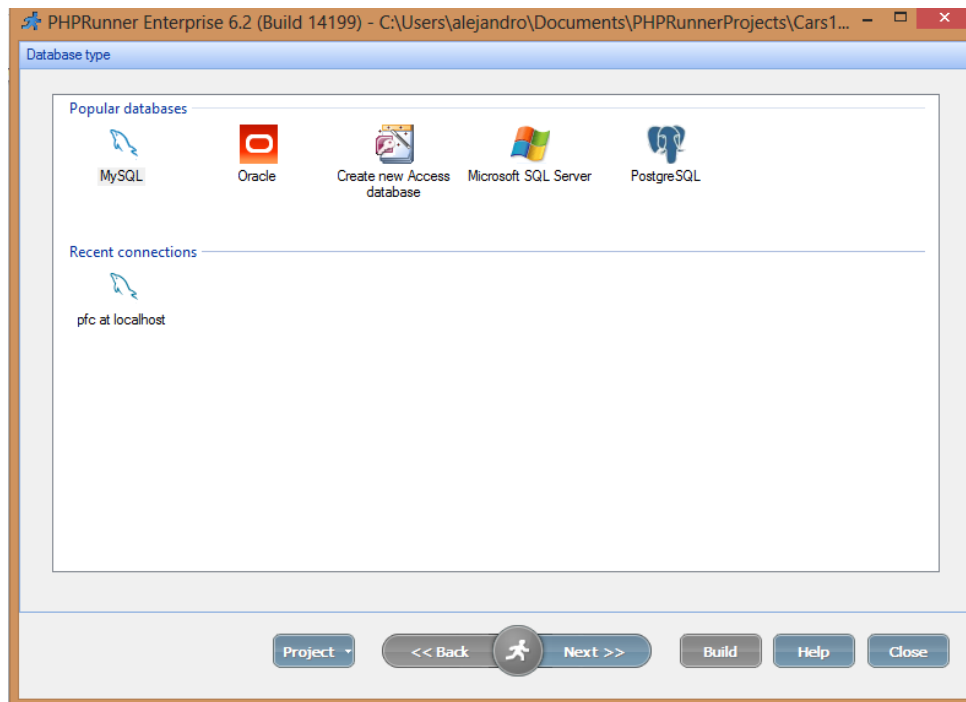 PHPRunner Enterprise 6.2 (Build 14199) - C:\Users\alejandro\Documents\PHPRunnerProjects\Cars1...
Database type
Popular databases
MySQL
Oracle
Create new Access
database
Microsoft SQL Server
PostgreSQL
Recent connections
pfc at localhost
Project
<< Back
Next >>
Build
Help
Close